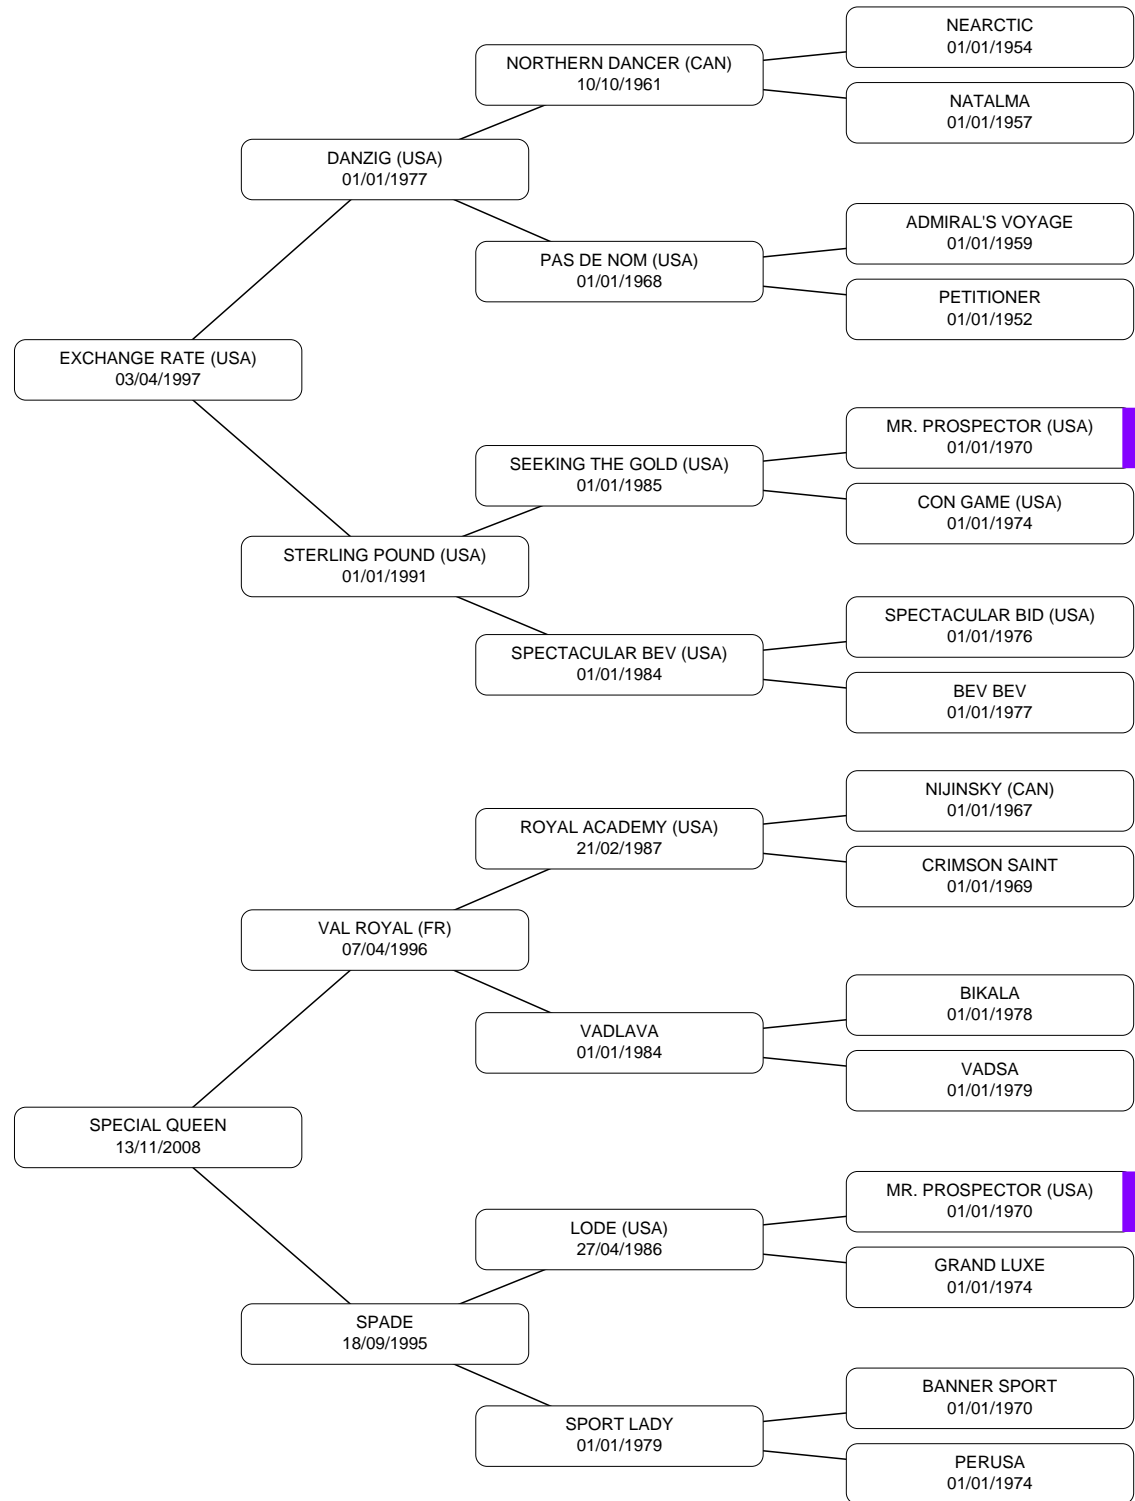 NEARCTIC
01/01/1954
NORTHERN DANCER (CAN)
10/10/1961
NATALMA
01/01/1957
DANZIG (USA)
01/01/1977
ADMIRAL'S VOYAGE
01/01/1959
PAS DE NOM (USA)
01/01/1968
PETITIONER
01/01/1952
EXCHANGE RATE (USA)
03/04/1997
MR. PROSPECTOR (USA)
01/01/1970
SEEKING THE GOLD (USA)
01/01/1985
CON GAME (USA)
01/01/1974
STERLING POUND (USA)
01/01/1991
SPECTACULAR BID (USA)
01/01/1976
SPECTACULAR BEV (USA)
01/01/1984
BEV BEV
01/01/1977
NIJINSKY (CAN)
01/01/1967
ROYAL ACADEMY (USA)
21/02/1987
CRIMSON SAINT
01/01/1969
VAL ROYAL (FR)
07/04/1996
BIKALA
01/01/1978
VADLAVA
01/01/1984
VADSA
01/01/1979
SPECIAL QUEEN
13/11/2008
MR. PROSPECTOR (USA)
01/01/1970
LODE (USA)
27/04/1986
GRAND LUXE
01/01/1974
SPADE
18/09/1995
BANNER SPORT
01/01/1970
SPORT LADY
01/01/1979
PERUSA
01/01/1974